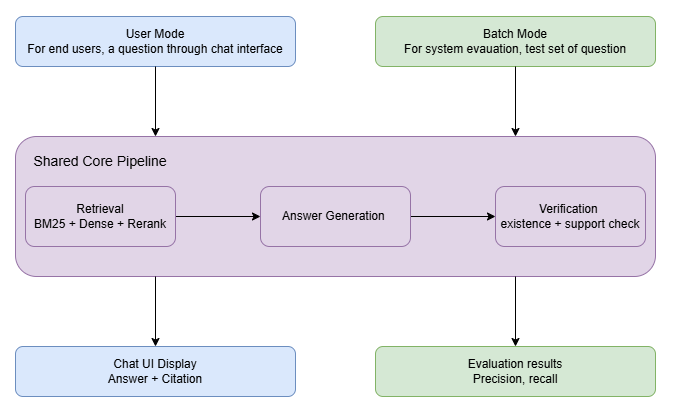 User Mode
For end users, a question through chat interface
Batch Mode
For system evauation, test set of question
Shared Core Pipeline
Retrieval
BM25 + Dense + Rerank
Answer Generation
Verification
existence + support check
Chat UI Display
Answer + Citation
Evaluation results
Precision, recall